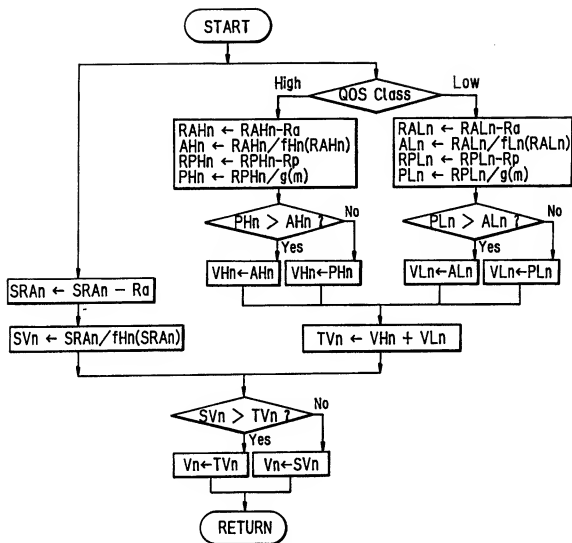 START
High
QOS Class
Low
RAHn ← RAHn-Ra
AHn ← RAHn/fHn(RAHn)
RPHn ← RPHn-Rp
PHn ← RPHn/g(m)
RALn ← RALn-Ra
ALn ← RALn/fLn(RALn)
RPLn ← RPLn-Rp
PLn ← RPLn/g(m)
PHn > AHn ?
No
Yes
PLn > ALn ?
No
Yes
VHn←AHn
VHn←PHn
VLn←ALn
VLn←PLn
SRAn ← SRAn - Ra
SVn ← SRAn/fHn(SRAn)
TVn ← VHn + VLn
SVn > TVn ?
No
Yes
Vn←TVn
Vn←SVn
RETURN